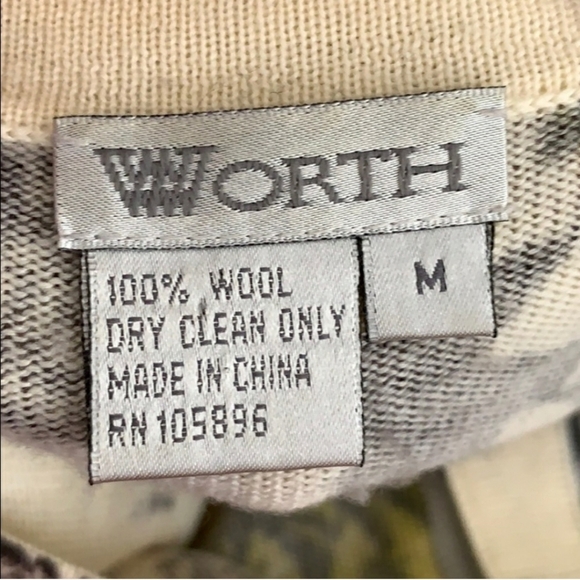 WORTH
100% WOOL
DRY CLEAN ONLY
MADE IN CHINA
RN 105896
M